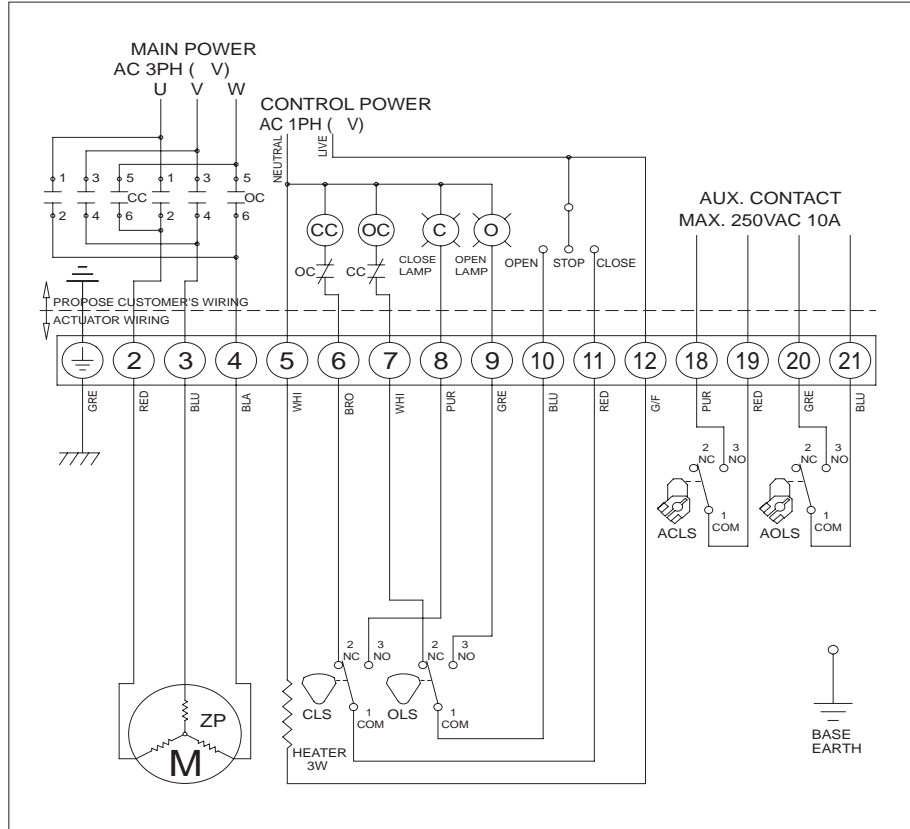 MAIN POWER
AC 3PH (   V)
U V W
CONTROL POWER
AC 1PH (   V)
NEUTRAL
LIVE
1 3 5 1 3 5
CC OC
2 4 6 2 4 6
CC OC C O
OC CC
CLOSE LAMP
OPEN LAMP
OPEN STOP CLOSE
AUX. CONTACT
MAX. 250VAC 10A
PROPOSE CUSTOMER'S WIRING
ACTUATOR WIRING
2 3 4 5 6 7 8 9 10 11 12 18 19 20 21
GRE RED BLU BLA WHI BRO WHI PUR GRE BLU RED G/F PUR RED GRE BLU
2 3 2 3
NC NO NC NO
1 1
COM COM
ACLS AOLS
2 3 2 3
NC NO NC NO
CLS OLS
1 1
COM COM
ZP
M
HEATER
3W
BASE
EARTH